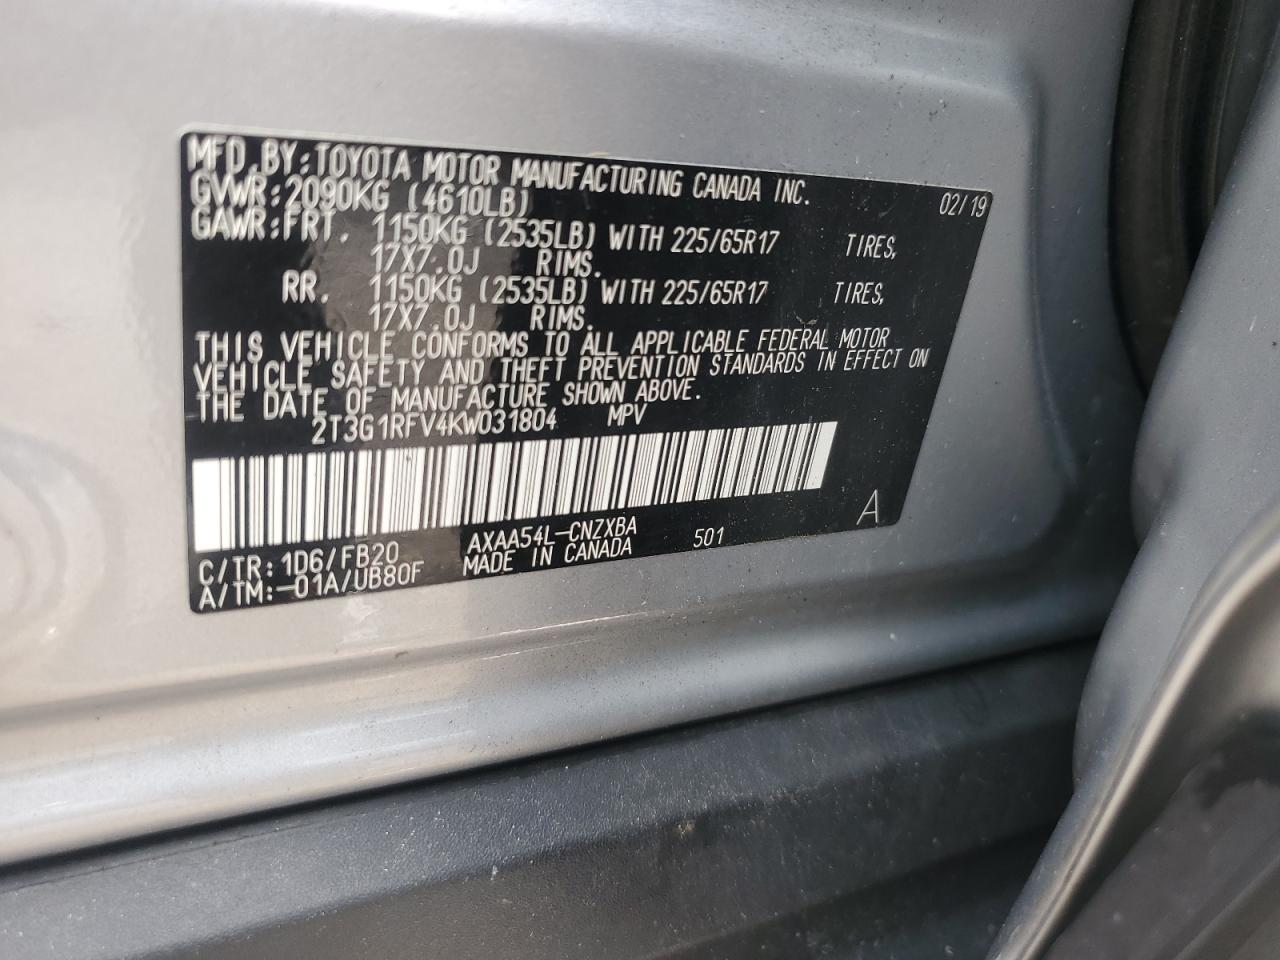 MFD.BY:TOYOTA MOTOR MANUFACTURING CANADA INC. 02/19
GVWR:2090KG (4610LB)
GAWR:FRT. 1150KG (2535LB) WITH 225/65R17 TIRES,
17X7.0J RIMS.
RR. 1150KG (2535LB) WITH 225/65R17 TIRES,
17X7.0J RIMS.
THIS VEHICLE CONFORMS TO ALL APPLICABLE FEDERAL MOTOR
VEHICLE SAFETY AND THEFT PREVENTION STANDARDS IN EFFECT ON
THE DATE OF MANUFACTURE SHOWN ABOVE.
2T3G1RFV4KW031804 MPV
C/TR:1D6/FB20 AXAA54L-CNZXBA 501 A
A/TM:-01A/UB80F MADE IN CANADA